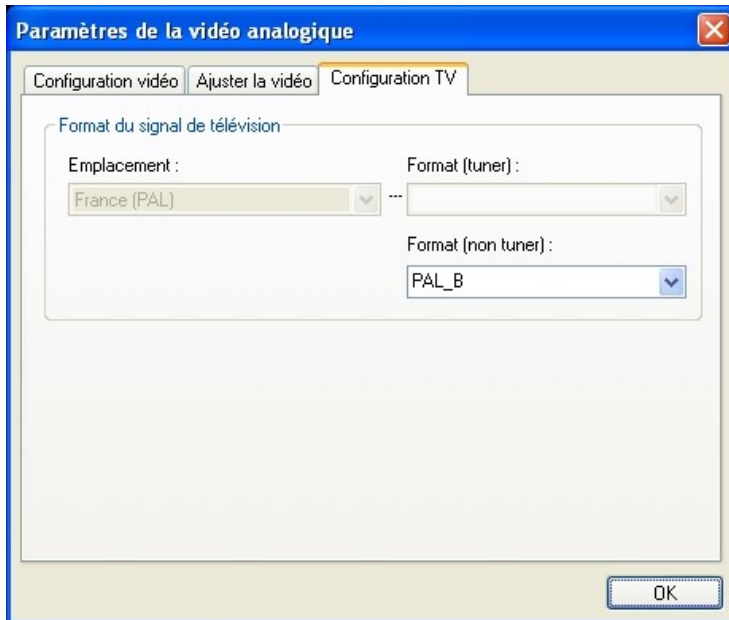 Paramètres de la vidéo analogique
Configuration vidéo Ajuster la vidéo Configuration TV
Format du signal de télévision
Emplacement : Format (tuner) :
France (PAL) ---
Format (non tuner) :
PAL_B
OK